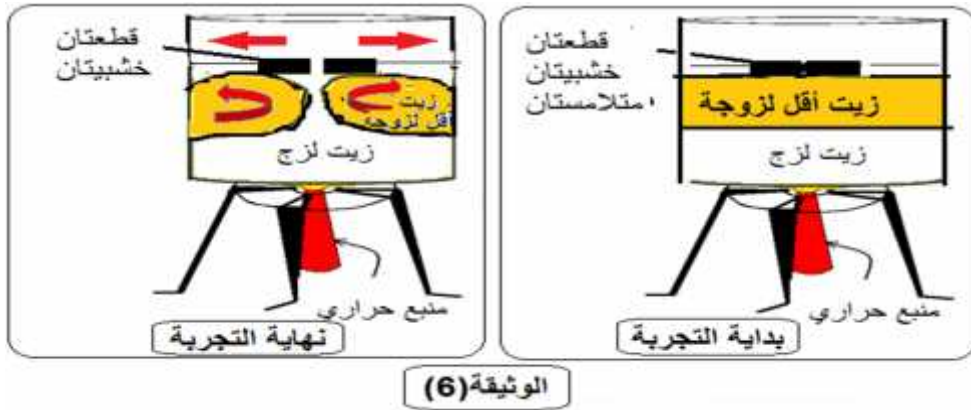 قطعتان
خشبيتان
متلامستان
زيت أقل لزوجة
زيت لزج
منبع حراري
بداية التجربة
قطعتان
خشبيتان
زيت
أقل لزوجة
زيت لزج
منبع حراري
نهاية التجربة
الوثيقة(6)